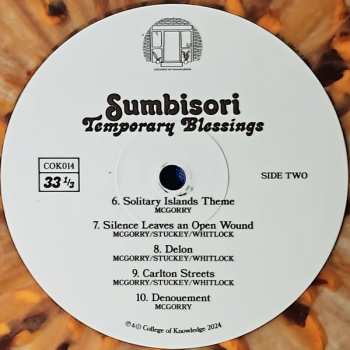 Sumbisori
Temporary Blessings
COK014
33 1/3
SIDE TWO
6. Solitary Islands Theme
MCGORRY
7. Silence Leaves an Open Wound
MCGORRY/STUCKEY/WHITLOCK
8. Delon
MCGORRY/STUCKEY/WHITLOCK
9. Carlton Streets
MCGORRY/STUCKEY/WHITLOCK
10. Denouement
MCGORRY
℗&© College of Knowledge 2024